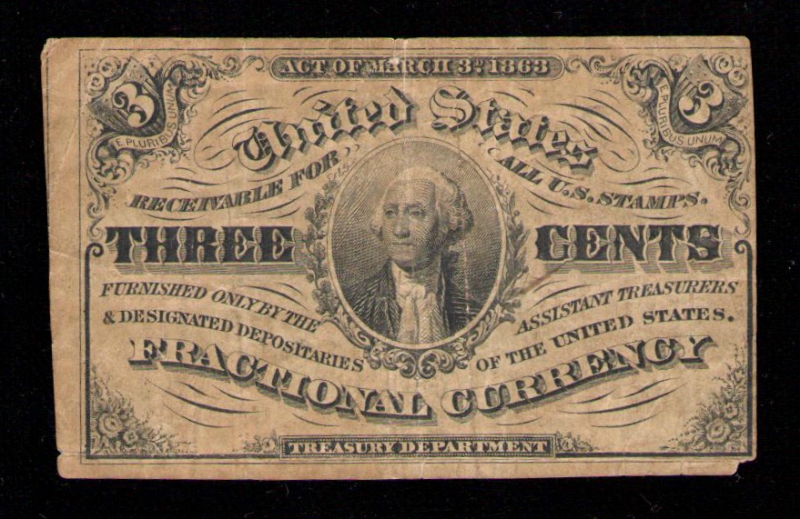 ACT OF MARCH 3RD 1863
3 3
E PLURIBUS UNUM E PLURIBUS UNUM
United States
RECEIVABLE FOR ALL U.S. STAMPS.
THREE CENTS
FURNISHED ONLY BY THE ASSISTANT TREASURERS
& DESIGNATED DEPOSITARIES OF THE UNITED STATES.
FRACTIONAL CURRENCY
TREASURY DEPARTMENT